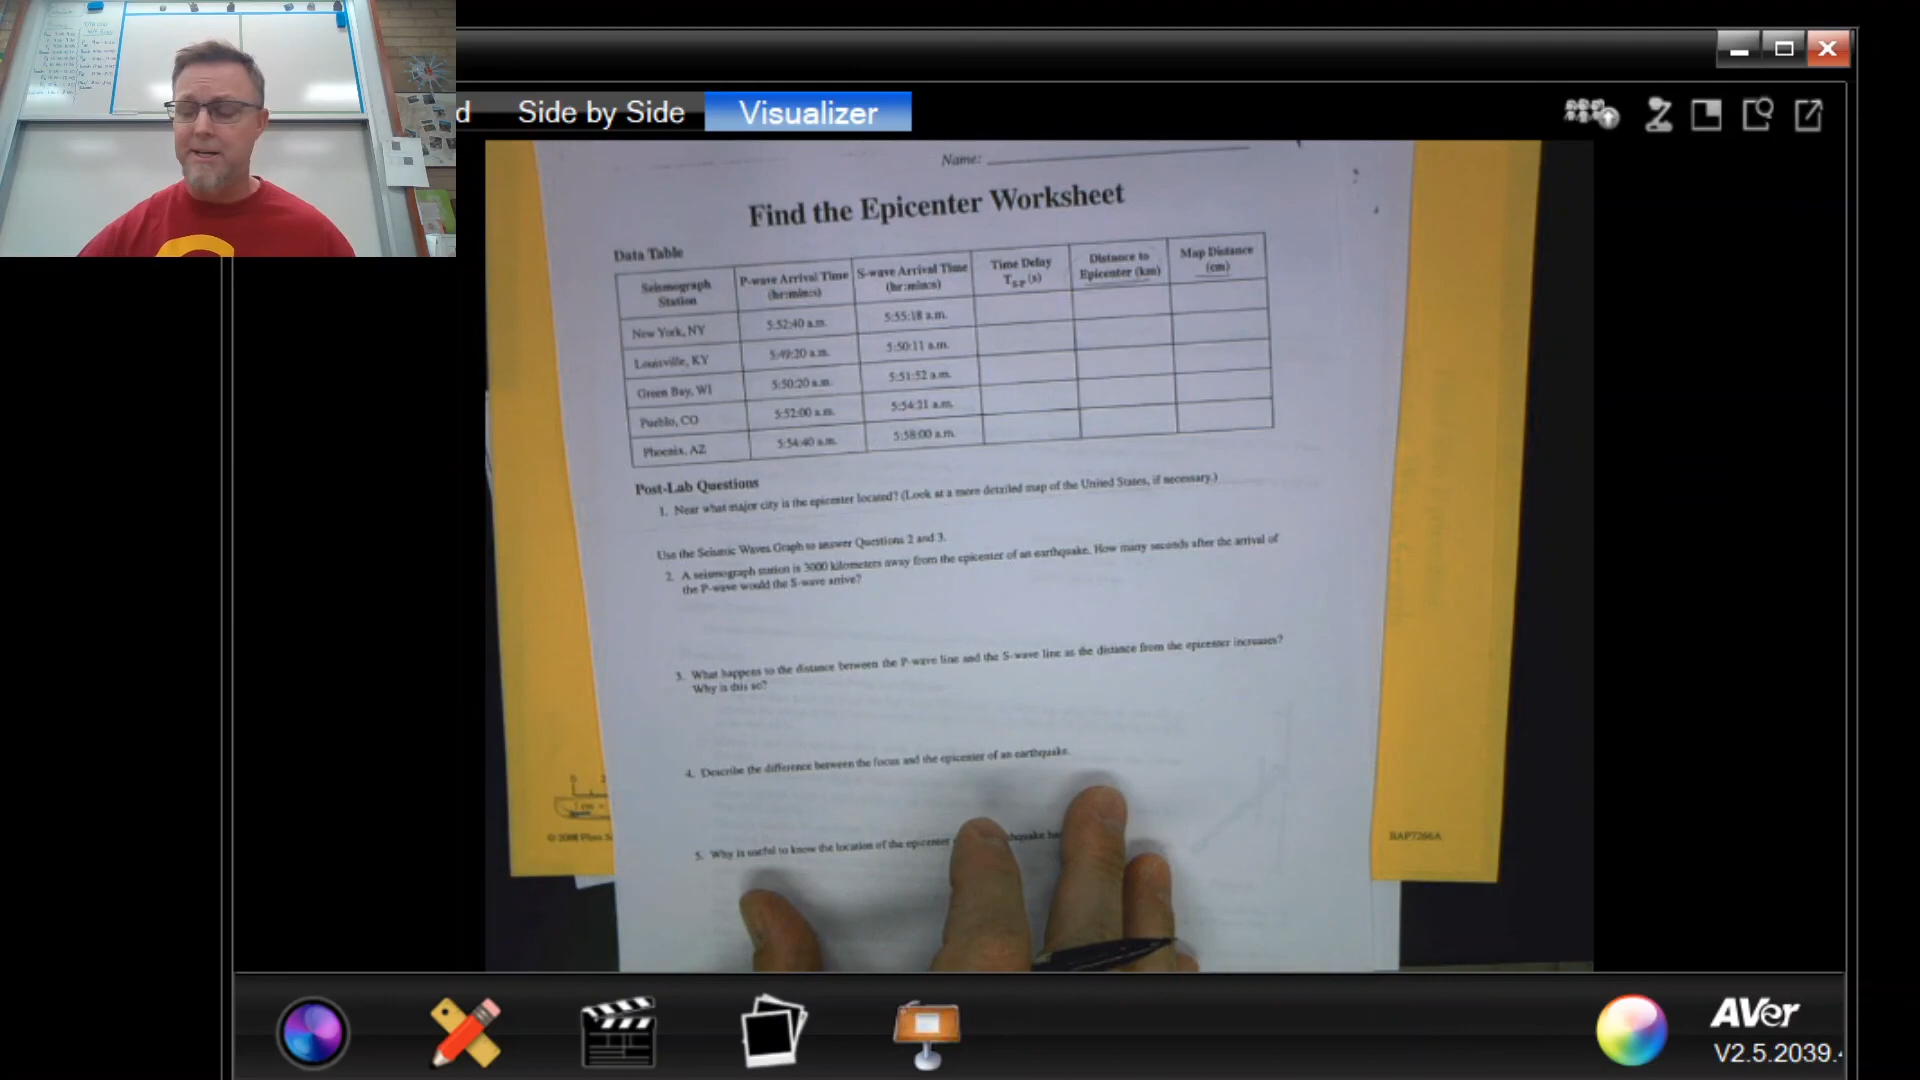 d Side by Side Visualizer
Name:
Find the Epicenter Worksheet
Data Table
Seismograph Station P-wave Arrival Time (hr:min:s) S-wave Arrival Time (hr:min:s) Time Delay Ts-p (s) Distance to Epicenter (km) Map Distance (cm)
New York, NY 5:52:40 a.m. 5:55:18 a.m.
Louisville, KY 5:49:20 a.m. 5:50:11 a.m.
Green Bay, WI 5:50:20 a.m. 5:51:52 a.m.
Pueblo, CO 5:52:00 a.m. 5:54:21 a.m.
Phoenix, AZ 5:54:40 a.m. 5:58:00 a.m.
Post-Lab Questions
1. Near what major city is the epicenter located? (Look at a more detailed map of the United States, if necessary.)
Use the Seismic Waves Graph to answer Questions 2 and 3.
2. A seismograph station is 3000 kilometers away from the epicenter of an earthquake. How many seconds after the arrival of
the P-wave would the S-wave arrive?
3. What happens to the distance between the P-wave line and the S-wave line as the distance from the epicenter increases?
Why is this so?
4. Describe the difference between the focus and the epicenter of an earthquake.
5. Why is useful to know the location of the epicenter
1 cm =
BAP7266A
AVer
V2.5.2039.